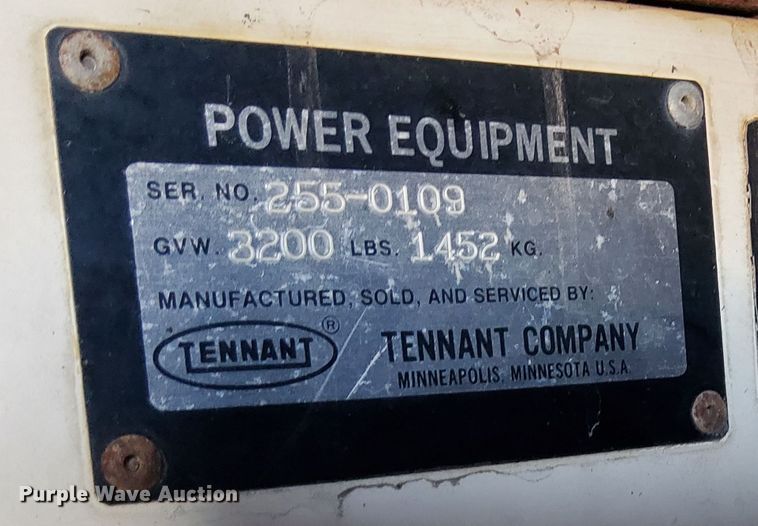 POWER EQUIPMENT
SER. NO. 255-0109
GVW. 3200 LBS. 1452 KG.
MANUFACTURED, SOLD, AND SERVICED BY:
TENNANT ® TENNANT COMPANY
MINNEAPOLIS, MINNESOTA U.S.A.
Purple Wave Auction